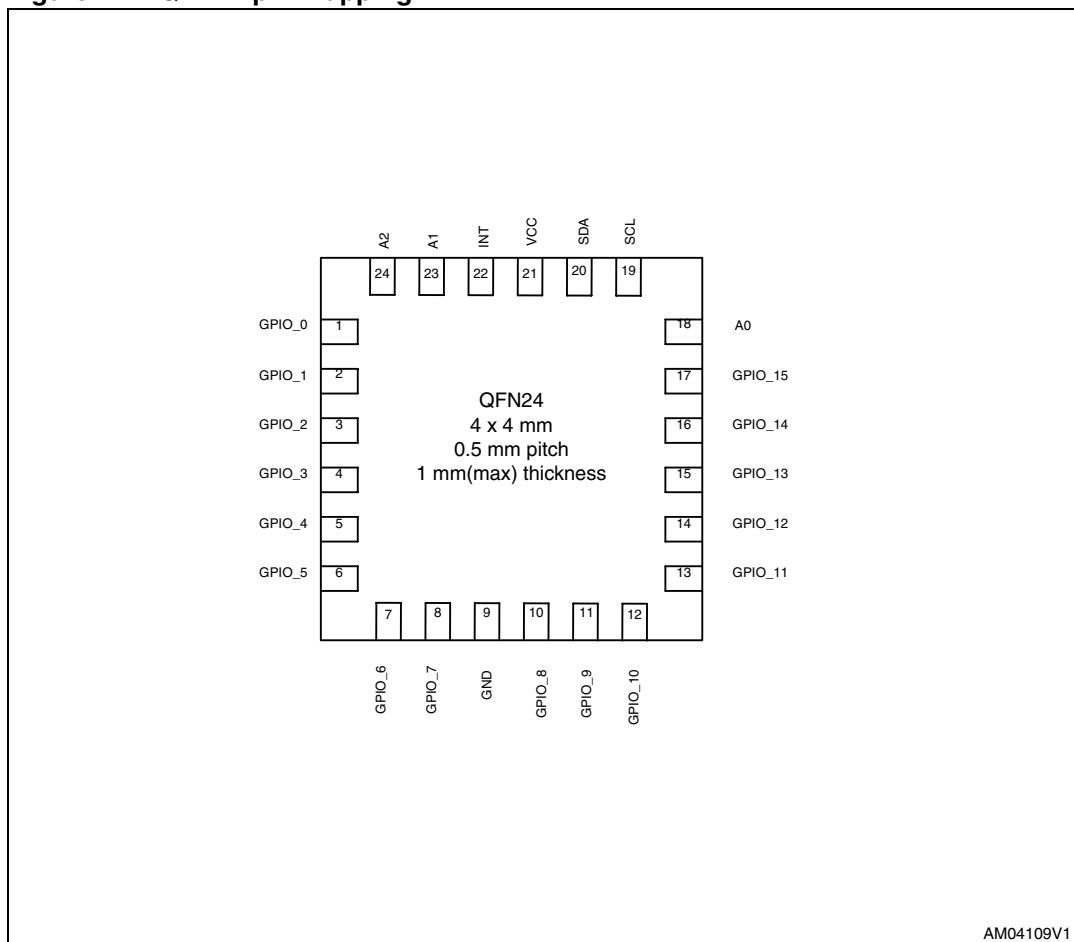 A2
A1
INT
VCC
SDA
SCL
24
23
22
21
20
19
GPIO_0
1
18
A0
GPIO_1
2
17
GPIO_15
GPIO_2
3
16
GPIO_14
GPIO_3
4
15
GPIO_13
GPIO_4
5
14
GPIO_12
GPIO_5
6
13
GPIO_11
QFN24
4 x 4 mm
0.5 mm pitch
1 mm(max) thickness
7
8
9
10
11
12
GPIO_6
GPIO_7
GND
GPIO_8
GPIO_9
GPIO_10
AM04109V1